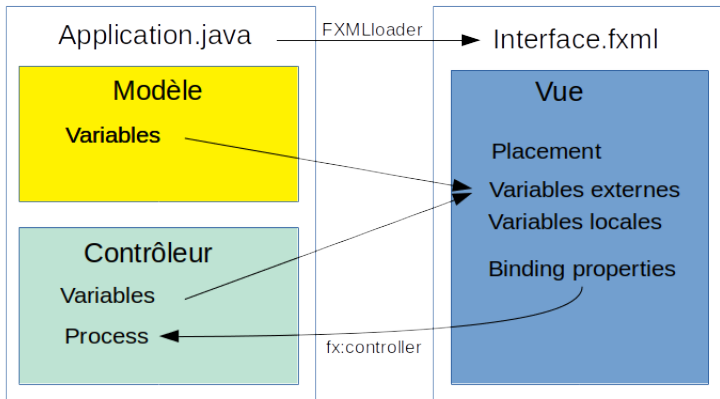 Application.java
FXMLloader
Interface.fxml
Modèle
Variables
Vue
Placement
Variables externes
Variables locales
Binding properties
Contrôleur
Variables
Process
fx:controller